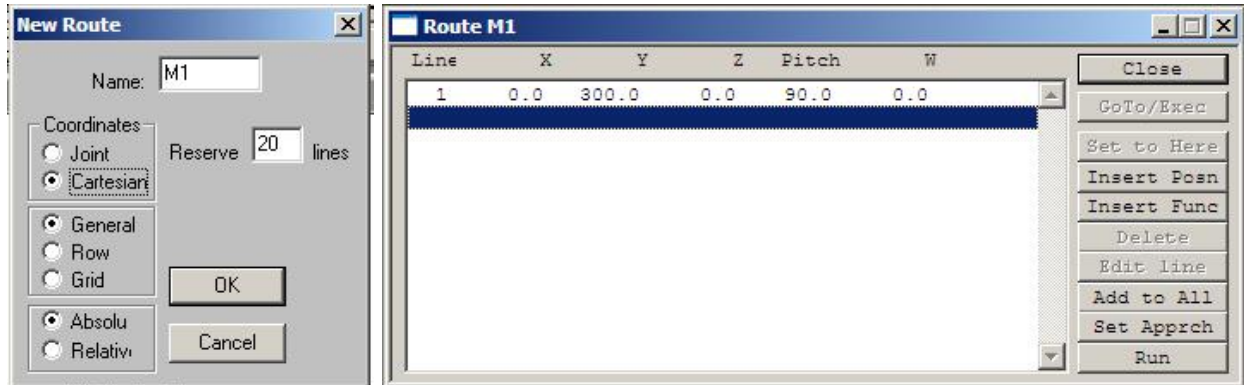 New Route
Name: M1
Coordinates
Joint
Cartesian
Reserve 20 lines
General
Row
Grid
OK
Absolu
Relativ
Cancel
Route M1
Line X Y Z Pitch W
1 0.0 300.0 0.0 90.0 0.0
Close
GoTo/Exec
Set to Here
Insert Posn
Insert Func
Delete
Edit line
Add to All
Set Apprch
Run